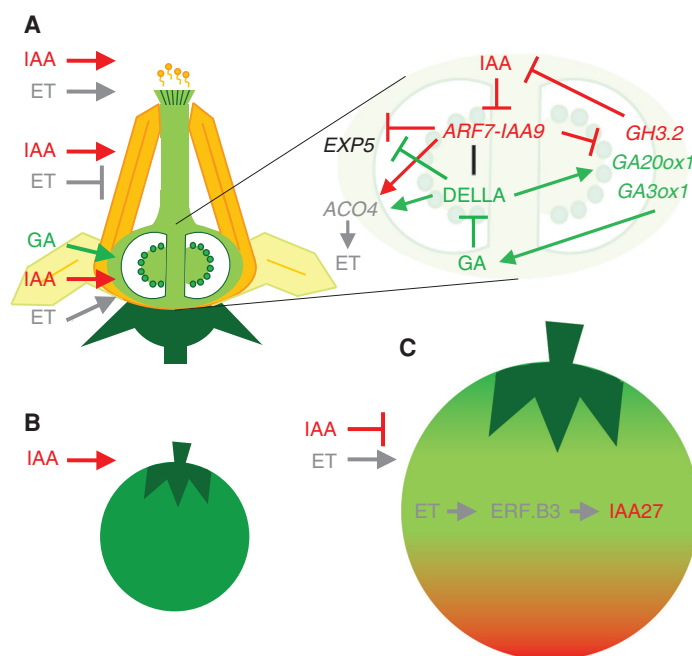 A
IAA
ET
IAA
ET
GA
IAA
ET
IAA
EXP5
ARF7-IAA9
GH3.2
GA20ox1
GA3ox1
ACO4
DELLA
ET
GA
B
IAA
C
IAA
ET
ET
ERF.B3
IAA27